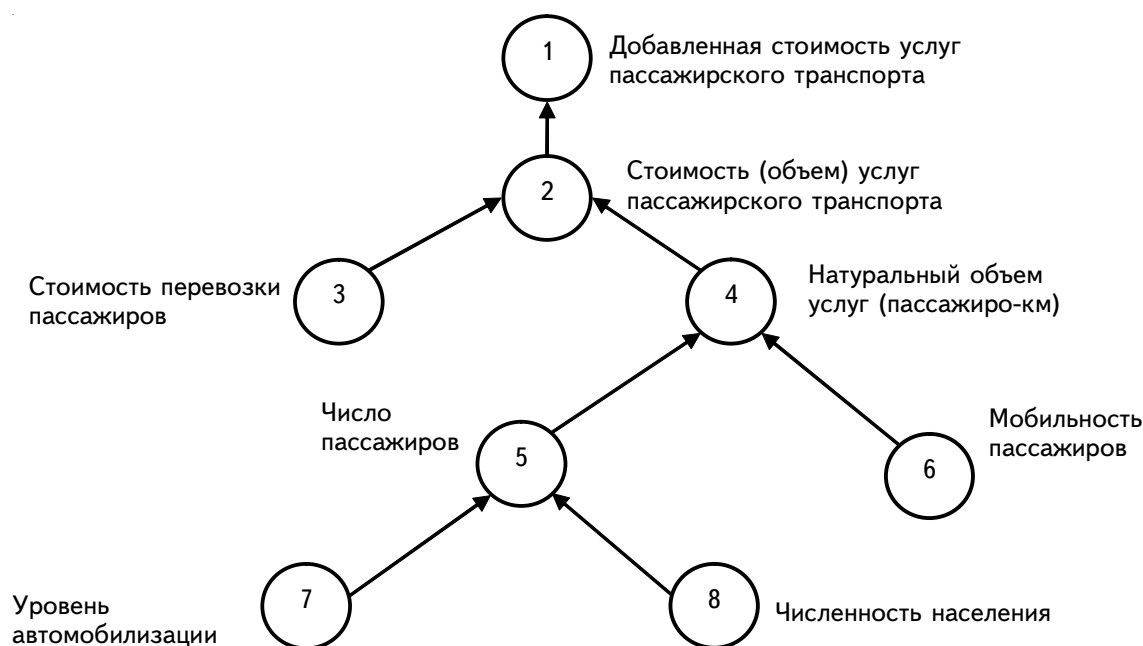 1
Добавленная стоимость услуг
пассажирского транспорта
2
Стоимость (объем) услуг
пассажирского транспорта
Стоимость перевозки
пассажиров
3
4
Натуральный объем
услуг (пассажиро-км)
Число
пассажиров
5
Мобильность
пассажиров
6
Уровень
автомобилизации
7
8
Численность населения